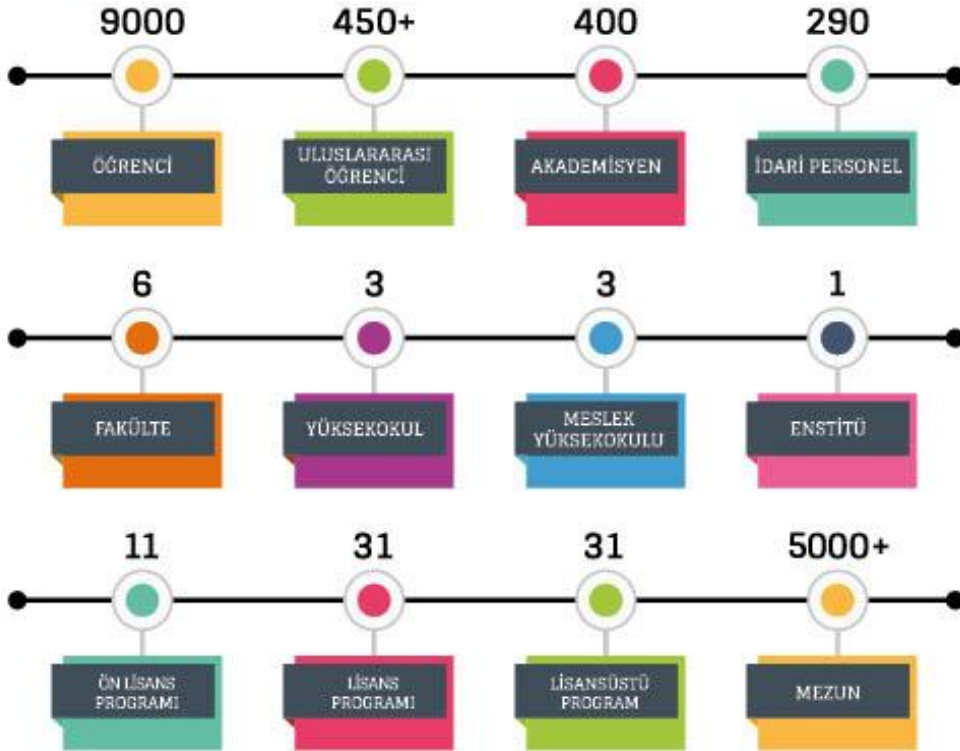 9000
450+
400
290
ÖĞRENCİ
ULUSLARARASI
ÖĞRENCİ
AKADEMİSYEN
İDARİ PERSONEL
6
3
3
1
FAKÜLTE
YÜKSEKOKUL
MESLEK
YÜKSEKOKULU
ENSTİTÜ
11
31
31
5000+
ÖN LİSANS
PROGRAMI
LİSANS
PROGRAMI
LİSANSÜSTÜ
PROGRAM
MEZUN